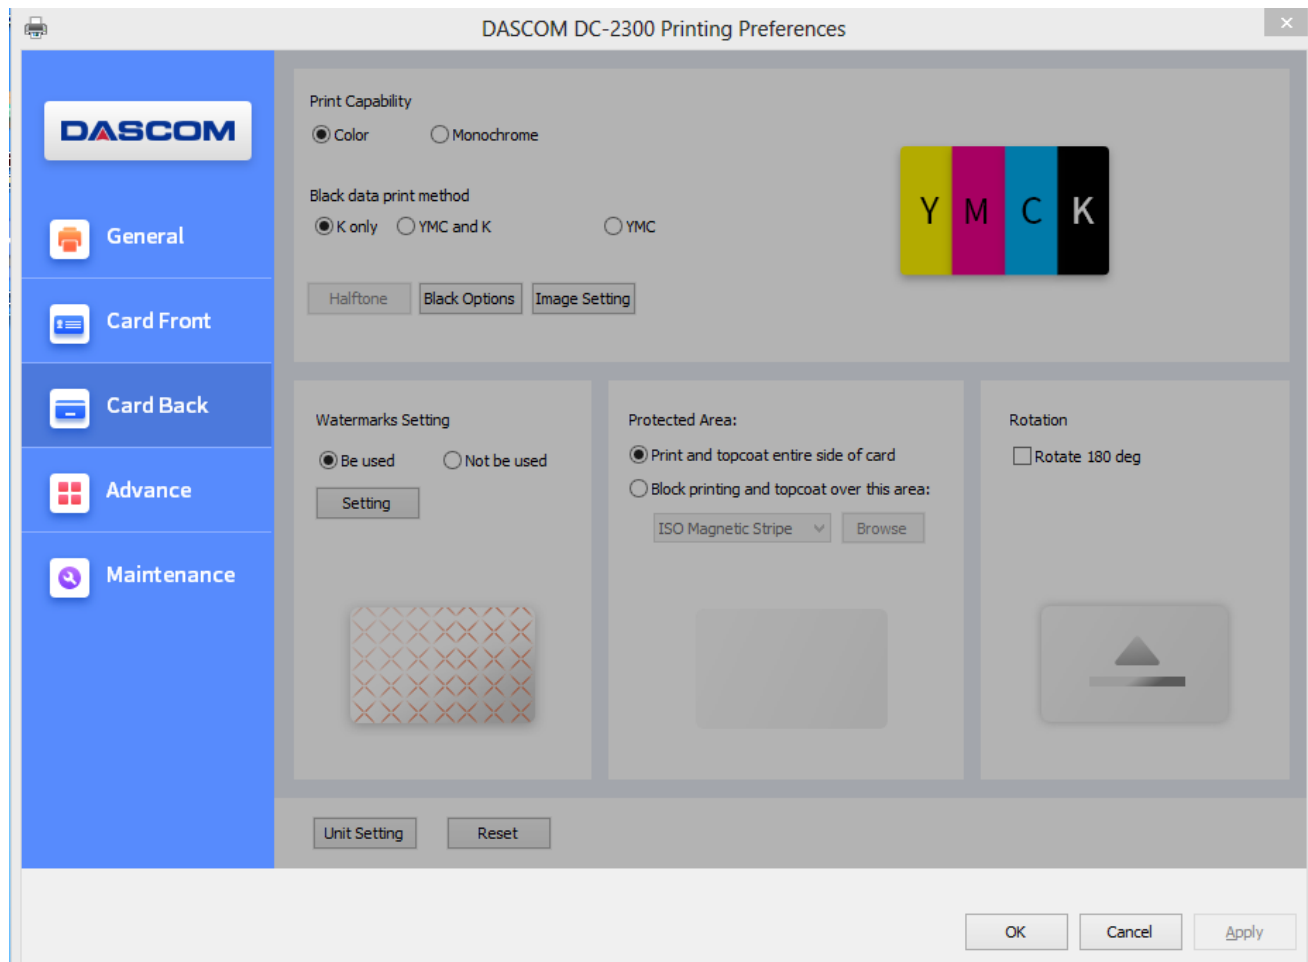 DASCOM DC-2300 Printing Preferences
DASCOM
General
Card Front
Card Back
Advance
Maintenance
Print Capability
Color Monochrome
Black data print method
K only YMC and K YMC
Halftone Black Options Image Setting
Y M C K
Watermarks Setting
Be used Not be used
Setting
Protected Area:
Print and topcoat entire side of card
Block printing and topcoat over this area:
ISO Magnetic Stripe Browse
Rotation
Rotate 180 deg
Unit Setting Reset
OK Cancel Apply